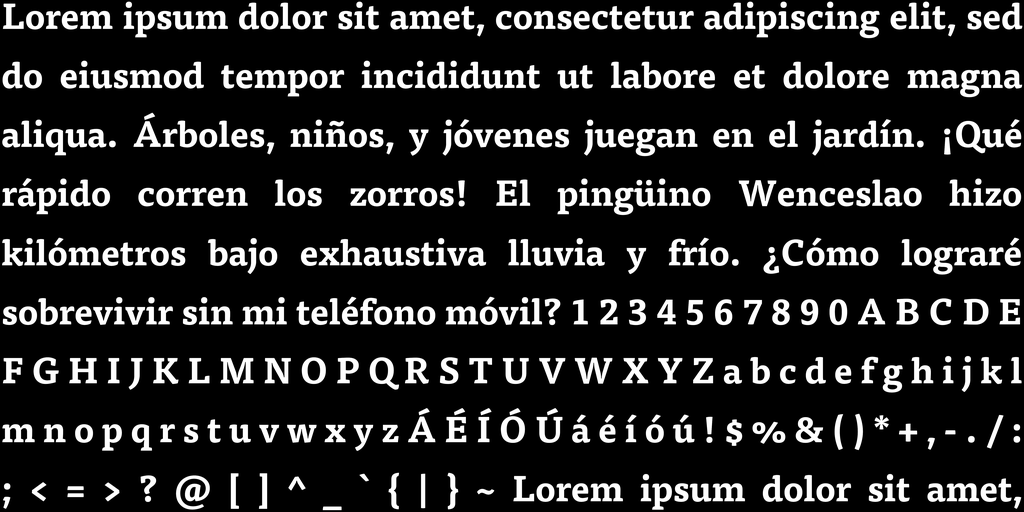 Lorem ipsum dolor sit amet, consectetur adipiscing elit, sed
do eiusmod tempor incididunt ut labore et dolore magna
aliqua. Árboles, niños, y jóvenes juegan en el jardín. ¡Qué
rápido corren los zorros! El pingüino Wenceslao hizo
kilómetros bajo exhaustiva lluvia y frío. ¿Cómo lograré
sobrevivir sin mi teléfono móvil? 1 2 3 4 5 6 7 8 9 0 A B C D E
F G H I J K L M N O P Q R S T U V W X Y Z a b c d e f g h i j k l
m n o p q r s t u v w x y z Á É Í Ó Ú á é í ó ú ! $ % & ( ) * + , - . / :
; < = > ? @ [ ] ^ _ ` { | } ~ Lorem ipsum dolor sit amet,